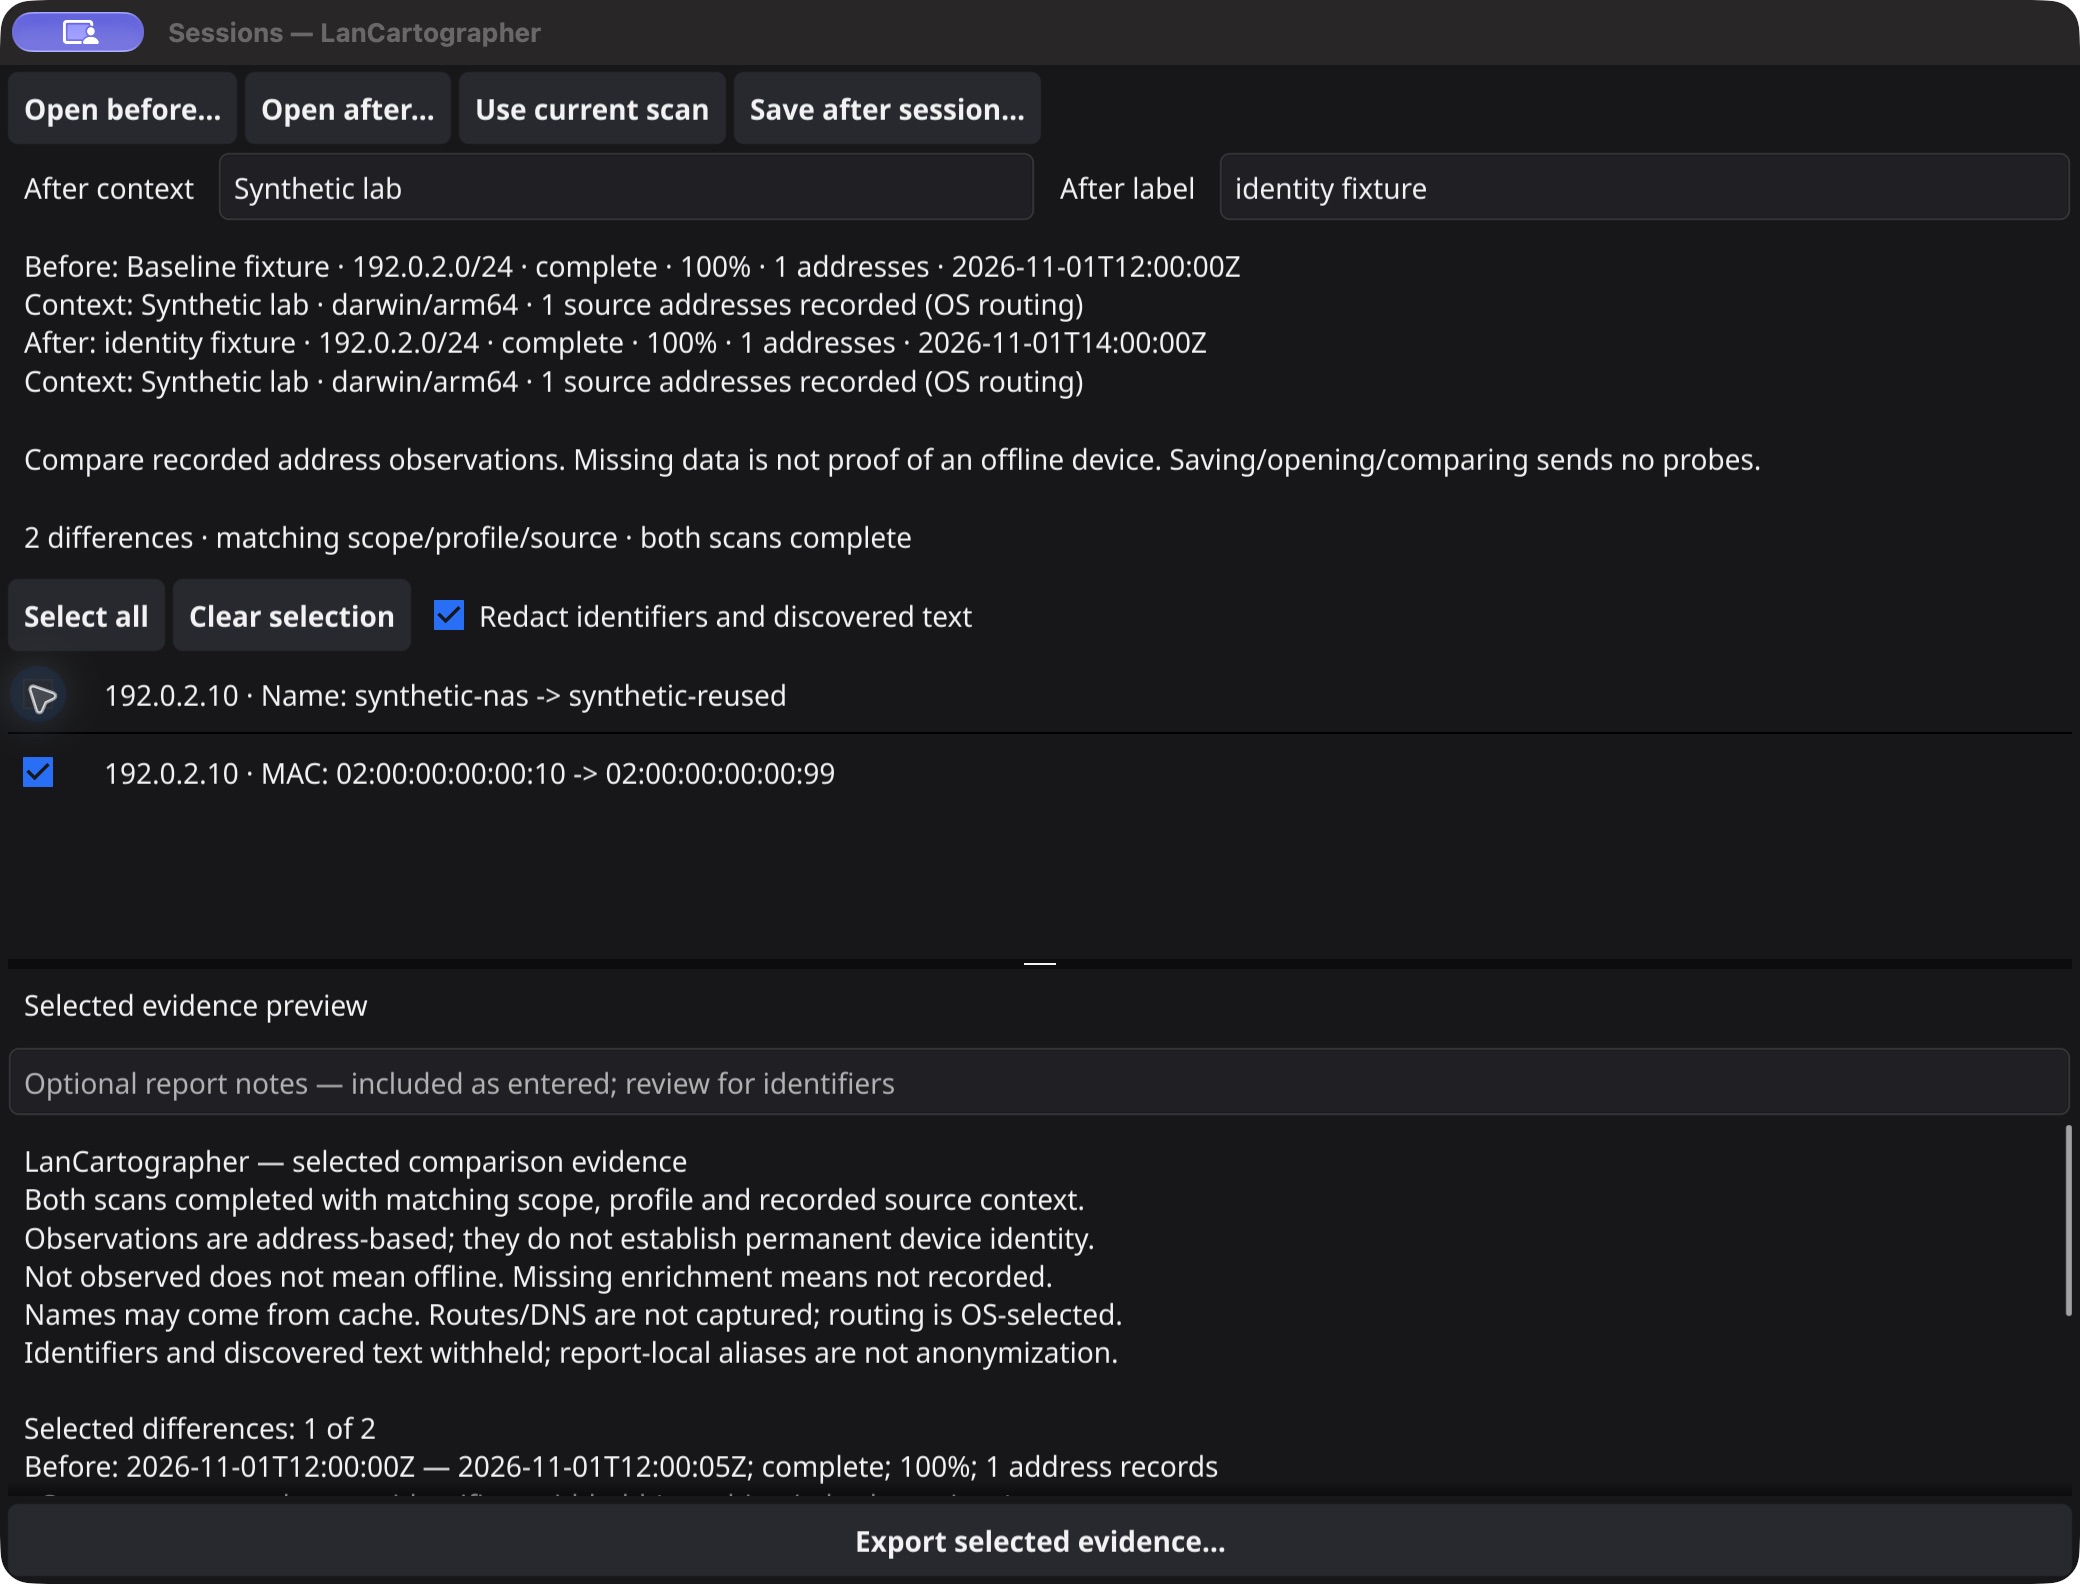 Sessions — LanCartographer
Open before...
Open after...
Use current scan
Save after session...
After context
Synthetic lab
After label
identity fixture
Before: Baseline fixture · 192.0.2.0/24 · complete · 100% · 1 addresses · 2026-11-01T12:00:00Z
Context: Synthetic lab · darwin/arm64 · 1 source addresses recorded (OS routing)
After: identity fixture · 192.0.2.0/24 · complete · 100% · 1 addresses · 2026-11-01T14:00:00Z
Context: Synthetic lab · darwin/arm64 · 1 source addresses recorded (OS routing)
Compare recorded address observations. Missing data is not proof of an offline device. Saving/opening/comparing sends no probes.
2 differences · matching scope/profile/source · both scans complete
Select all
Clear selection
Redact identifiers and discovered text
192.0.2.10 · Name: synthetic-nas -> synthetic-reused
192.0.2.10 · MAC: 02:00:00:00:00:10 -> 02:00:00:00:00:99
Selected evidence preview
Optional report notes — included as entered; review for identifiers
LanCartographer — selected comparison evidence
Both scans completed with matching scope, profile and recorded source context.
Observations are address-based; they do not establish permanent device identity.
Not observed does not mean offline. Missing enrichment means not recorded.
Names may come from cache. Routes/DNS are not captured; routing is OS-selected.
Identifiers and discovered text withheld; report-local aliases are not anonymization.
Selected differences: 1 of 2
Before: 2026-11-01T12:00:00Z — 2026-11-01T12:00:05Z; complete; 100%; 1 address records
Export selected evidence...